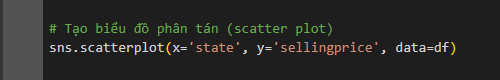 # Tạo biểu đồ phân tán (scatter plot)
sns.scatterplot(x='state', y='sellingprice', data=df)